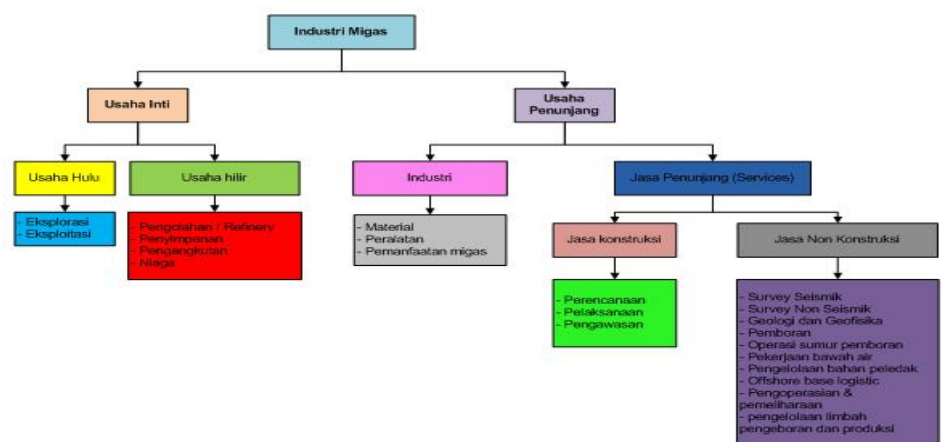 Industri Migas
Usaha Inti
Usaha
Penunjang
Usaha Hulu
Usaha hilir
Industri
Jasa Penunjang (Services)
- Eksplorasi
- Eksploitasi
- Pengolahan / Refinery
- Penyimpanan
- Pengangkutan
- Niaga
- Material
- Peralatan
- Pemanfaatan migas
Jasa konstruksi
Jasa Non Konstruksi
- Perencanaan
- Pelaksanaan
- Pengawasan
- Survey Seismik
- Survey Non Seismik
- Geologi dan Geofisika
- Pemboran
- Operasi sumur pemboran
- Pekerjaan bawah air
- Pengelolaan bahan peledak
- Offshore base logistic
- Pengoperasian &
pemeliharaan
- pengelolaan limbah
pengeboran dan produksi